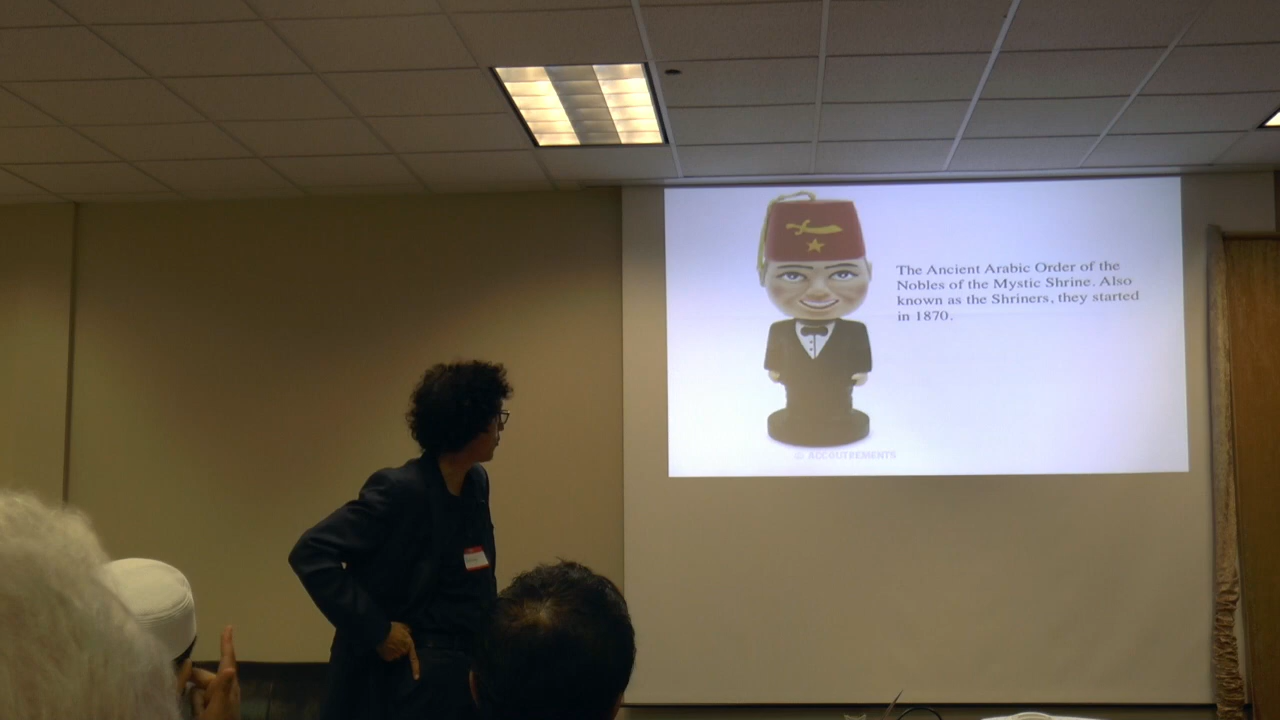 The Ancient Arabic Order of the
Nobles of the Mystic Shrine. Also
known as the Shriners, they started
in 1870.
© ACCOUTREMENTS